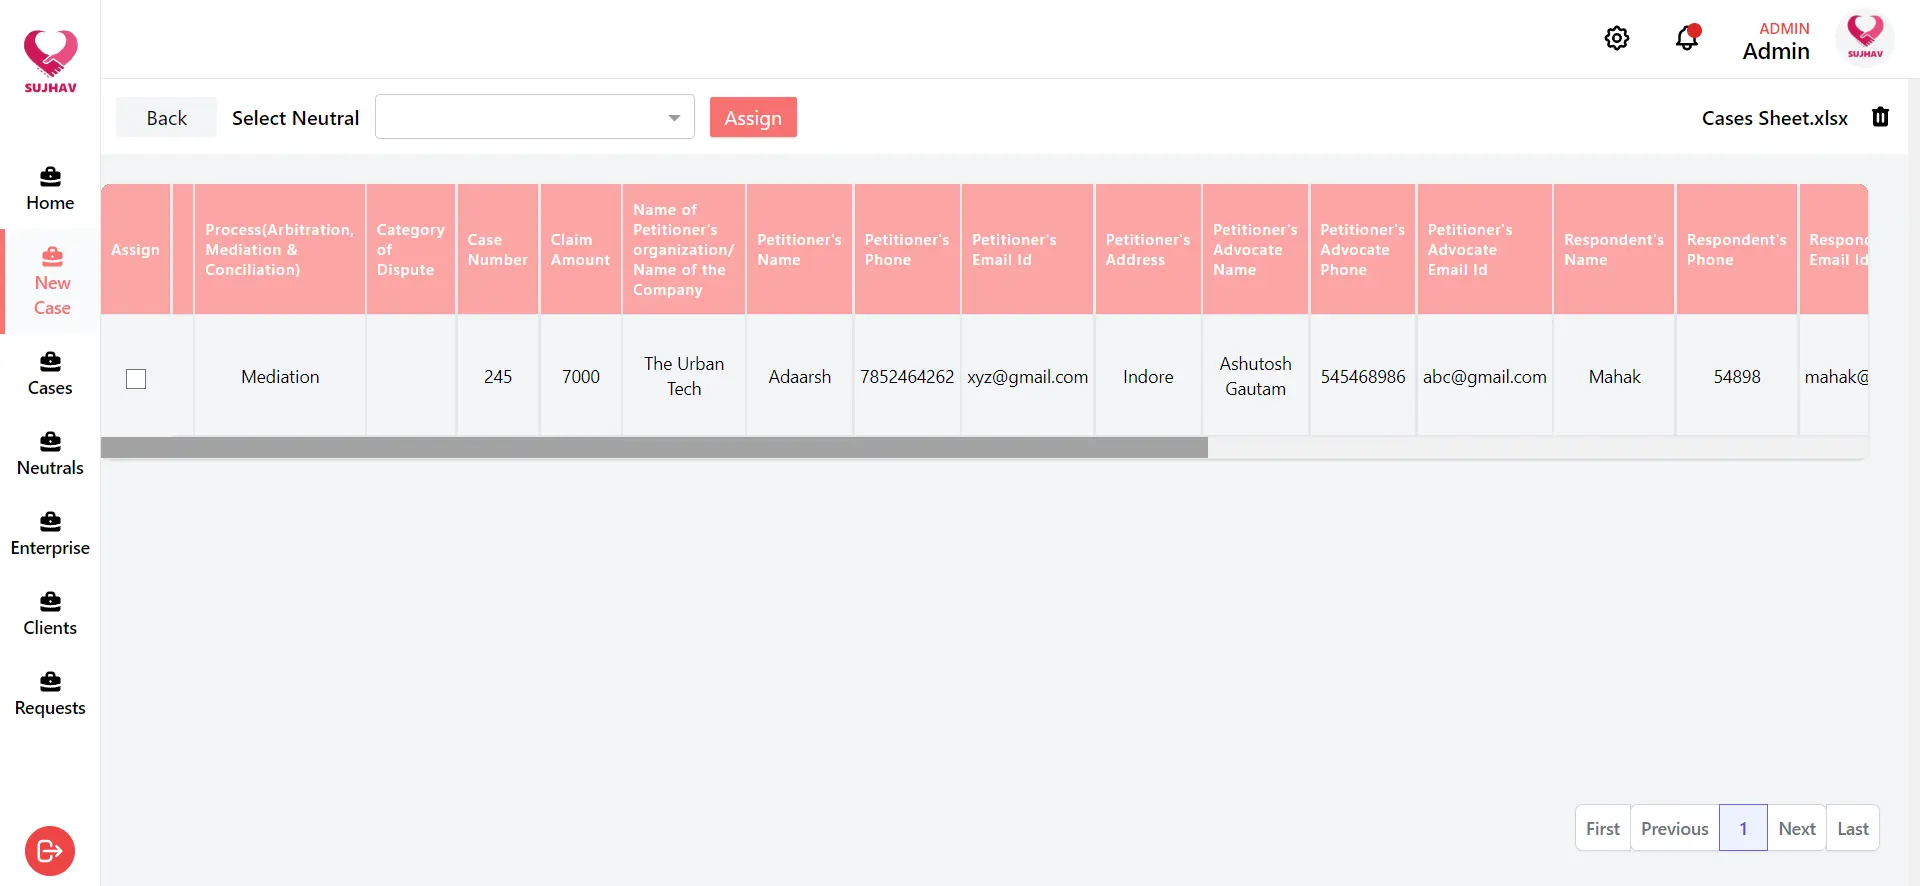 SUJHAV
ADMIN
Admin
SUJHAV
Back
Select Neutral
Assign
Cases Sheet.xlsx
Home
New
Case
Cases
Neutrals
Enterprise
Clients
Requests
Assign
Process(Arbitration,
Mediation &
Conciliation)
Category
of
Dispute
Case
Number
Claim
Amount
Name of
Petitioner's
organization/
Name of the
Company
Petitioner's
Name
Petitioner's
Phone
Petitioner's
Email Id
Petitioner's
Address
Petitioner's
Advocate
Name
Petitioner's
Advocate
Phone
Petitioner's
Advocate
Email Id
Respondent's
Name
Respondent's
Phone
Respond
Email Id
Mediation
245
7000
The Urban
Tech
Adaarsh
7852464262
xyz@gmail.com
Indore
Ashutosh
Gautam
545468986
abc@gmail.com
Mahak
54898
mahak@
First
Previous
1
Next
Last